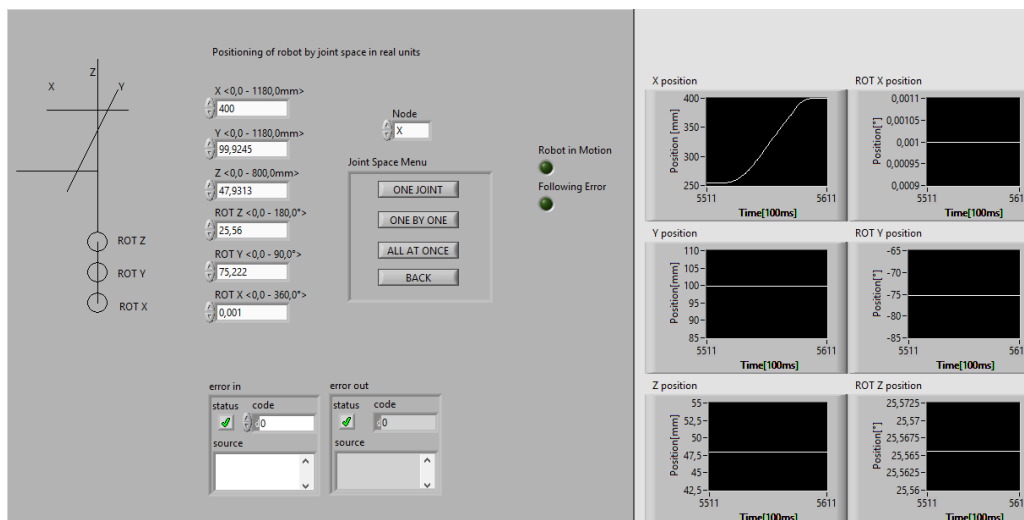 Positioning of robot by joint space in real units
Z
X
Y
ROT Z
ROT Y
ROT X
X <0,0 - 1180,0mm>
400
Y <0,0 - 1180,0mm>
99,9245
Z <0,0 - 800,0mm>
47,9313
ROT Z <0,0 - 180,0°>
25,56
ROT Y <0,0 - 90,0°>
75,222
ROT X <0,0 - 360,0°>
0,001
Node
X
Joint Space Menu
ONE JOINT
ONE BY ONE
ALL AT ONCE
BACK
Robot in Motion
Following Error
error in
status code
0
source
error out
status code
0
source
X position
Position [mm]
400
350
300
250
5511 5611
Time[100ms]
ROT X position
Position[°]
0,0011
0,00105
0,001
0,00095
0,0009
5511 561
Time[100ms]
Y position
Position[mm]
110
105
100
95
90
85
5511 5611
Time[100ms]
ROT Y position
Position[°]
-65
-70
-75
-80
-85
5511 561
Time[100ms]
Z position
Position[mm]
55
52,5
50
47,5
45
42,5
5511 5611
Time[100ms]
ROT Z position
Position[°]
25,5725
25,57
25,5675
25,565
25,5625
25,56
5511 561
Time[100ms]